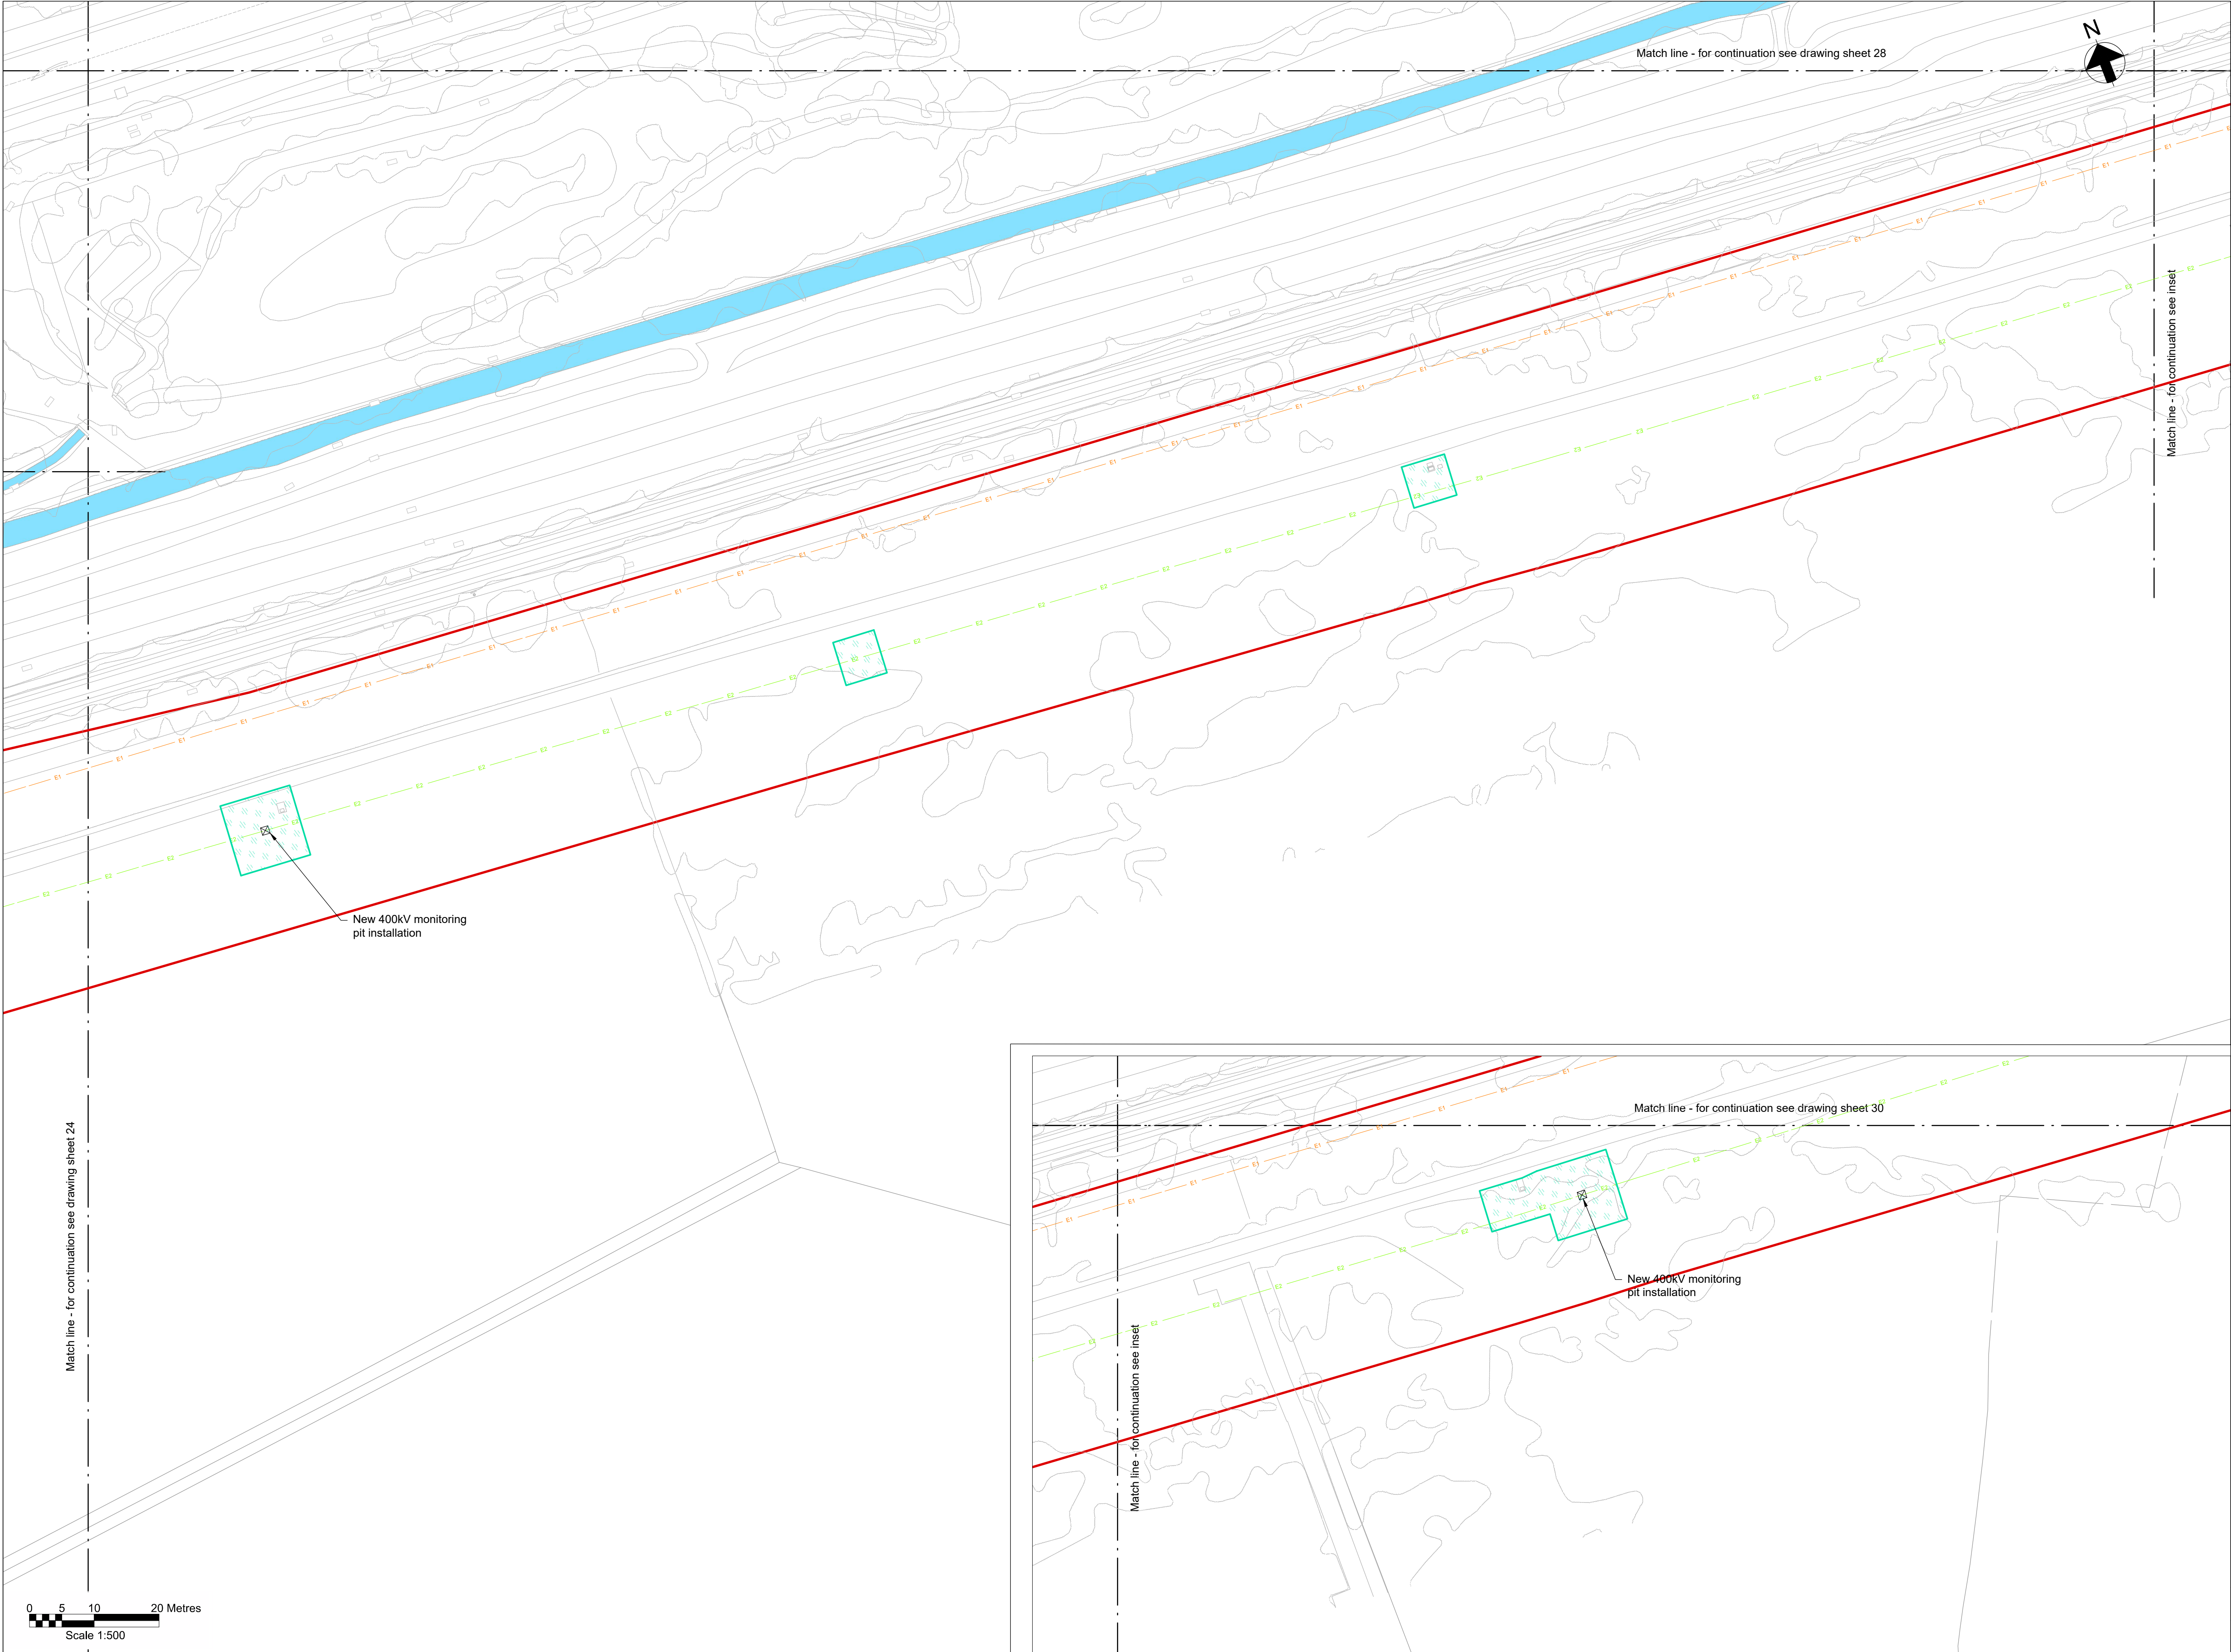 N
Match line - for continuation see drawing sheet 28
Match line - for continuation see inset
New 400kV monitoring
pit installation
Match line - for continuation see drawing sheet 24
Match line - for continuation see drawing sheet 30
New 400kV monitoring
pit installation
Match line - for continuation see inset
0 5 10 20 Metres
Scale 1:500
E1
E2